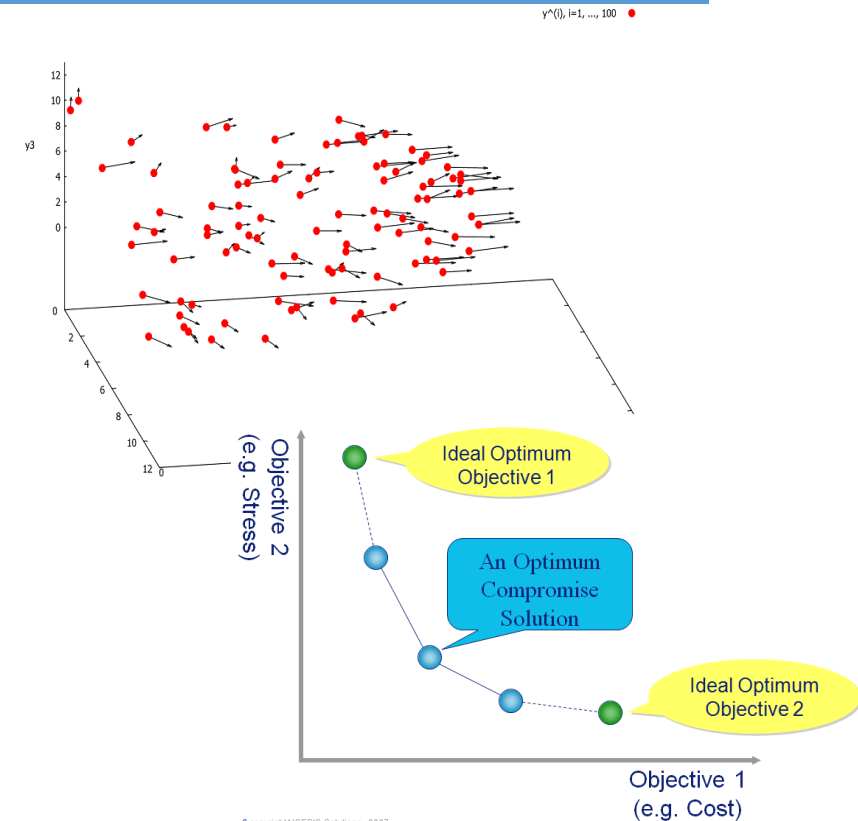 y^(i), i=1, ..., 100
12
10
8
6
4
2
0
y3
0
2
4
6
8
10
12
0
Objective 2
(e.g. Stress)
Ideal Optimum
Objective 1
An Optimum
Compromise
Solution
Ideal Optimum
Objective 2
Objective 1
(e.g. Cost)